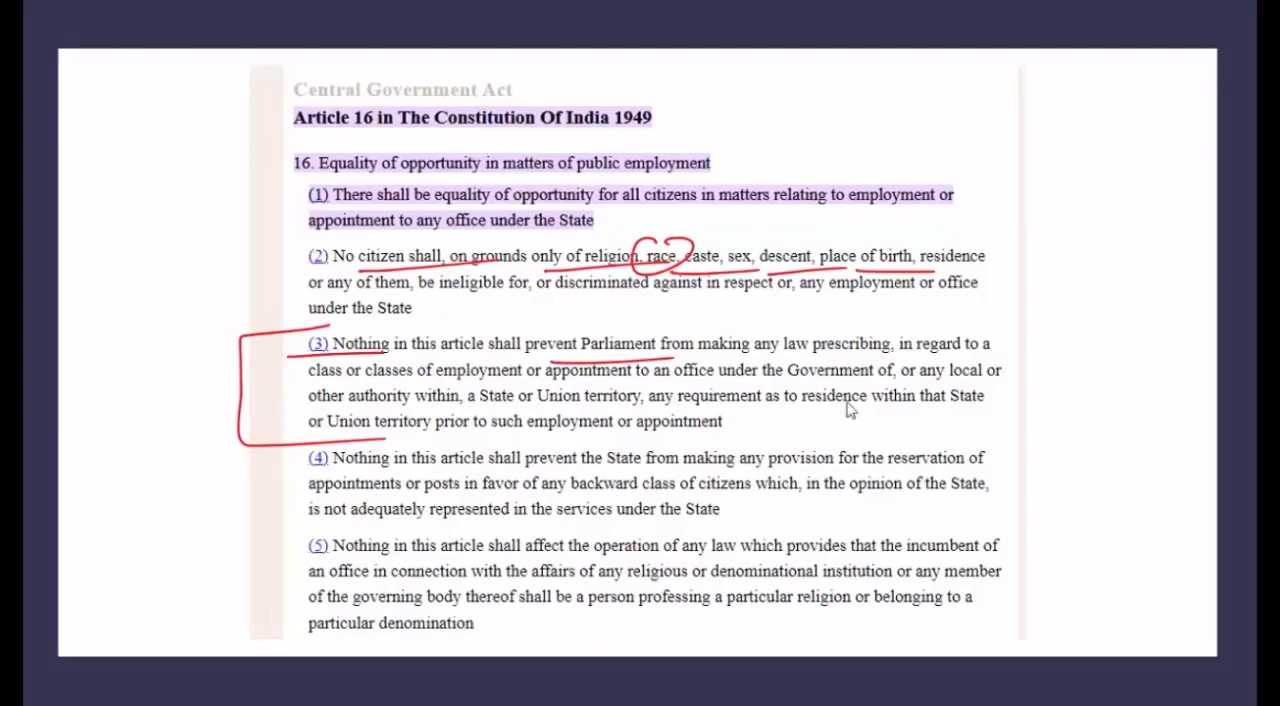 Central Government Act
Article 16 in The Constitution Of India 1949
16. Equality of opportunity in matters of public employment
(1) There shall be equality of opportunity for all citizens in matters relating to employment or
appointment to any office under the State
(2) No citizen shall, on grounds only of religion, race, caste, sex, descent, place of birth, residence
or any of them, be ineligible for, or discriminated against in respect or, any employment or office
under the State
(3) Nothing in this article shall prevent Parliament from making any law prescribing, in regard to a
class or classes of employment or appointment to an office under the Government of, or any local or
other authority within, a State or Union territory, any requirement as to residence within that State
or Union territory prior to such employment or appointment
(4) Nothing in this article shall prevent the State from making any provision for the reservation of
appointments or posts in favor of any backward class of citizens which, in the opinion of the State,
is not adequately represented in the services under the State
(5) Nothing in this article shall affect the operation of any law which provides that the incumbent of
an office in connection with the affairs of any religious or denominational institution or any member
of the governing body thereof shall be a person professing a particular religion or belonging to a
particular denomination